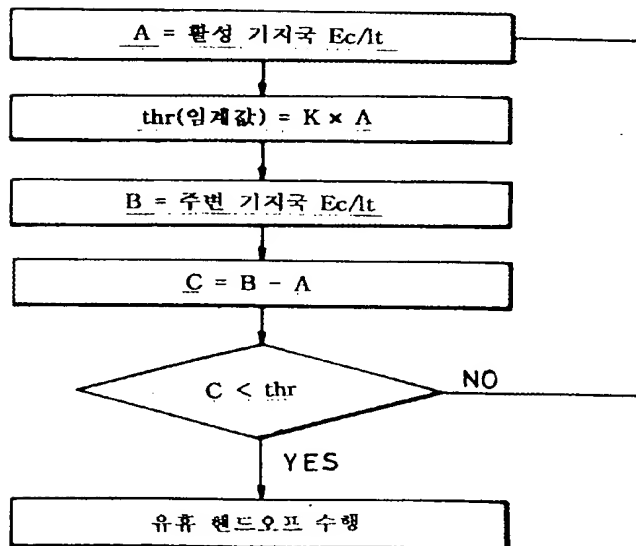 A = 활성 기지국 Ec/It
thr(임계값) = K × A
B = 주변 기지국 Ec/It
C = B - A
C < thr
NO
YES
유휴 핸드오프 수행